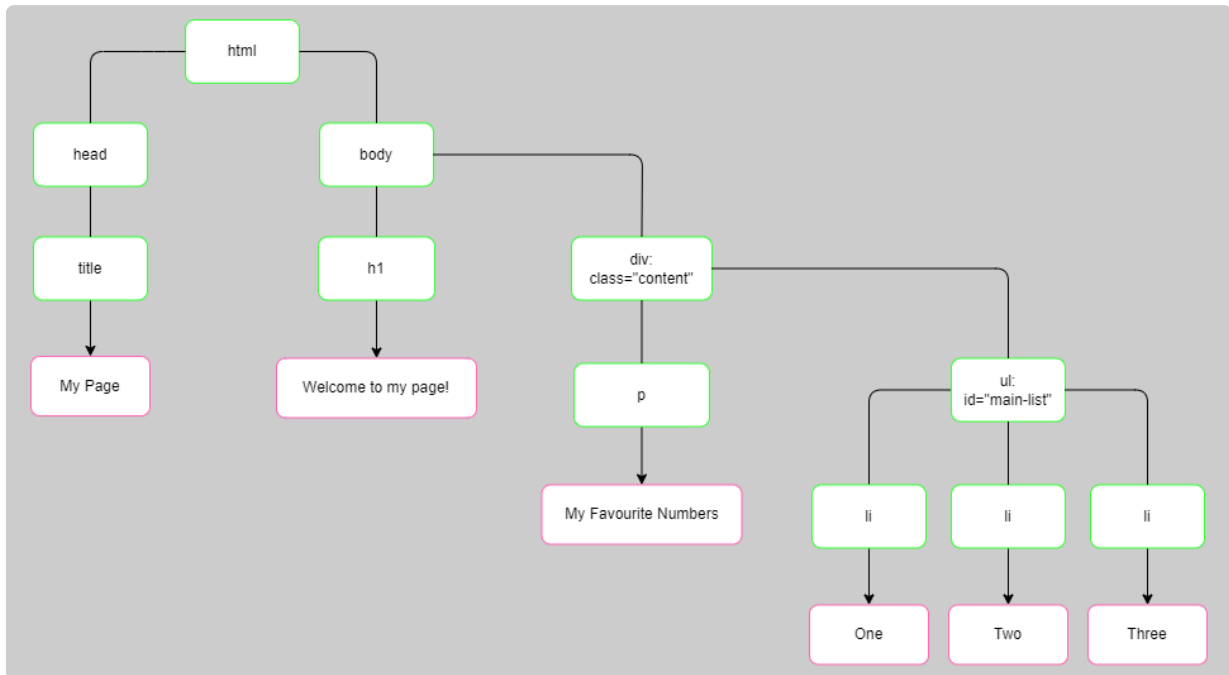 html
head
body
title
h1
div:
class="content"
My Page
Welcome to my page!
p
ul:
id="main-list"
My Favourite Numbers
li
li
li
One
Two
Three